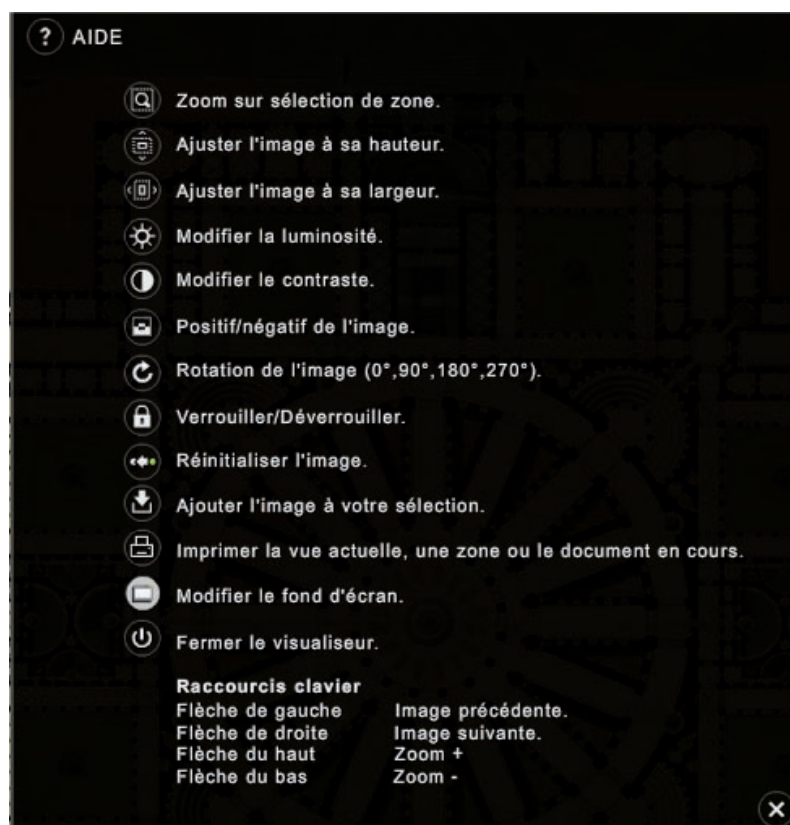 ? AIDE
Zoom sur sélection de zone.
Ajuster l'image à sa hauteur.
Ajuster l'image à sa largeur.
Modifier la luminosité.
Modifier le contraste.
Positif/négatif de l'image.
Rotation de l'image (0°,90°,180°,270°).
Verrouiller/Déverrouiller.
Réinitialiser l'image.
Ajouter l'image à votre sélection.
Imprimer la vue actuelle, une zone ou le document en cours.
Modifier le fond d'écran.
Fermer le visualiseur.
Raccourcis clavier
Flèche de gauche Image précédente.
Flèche de droite Image suivante.
Flèche du haut Zoom +
Flèche du bas Zoom -